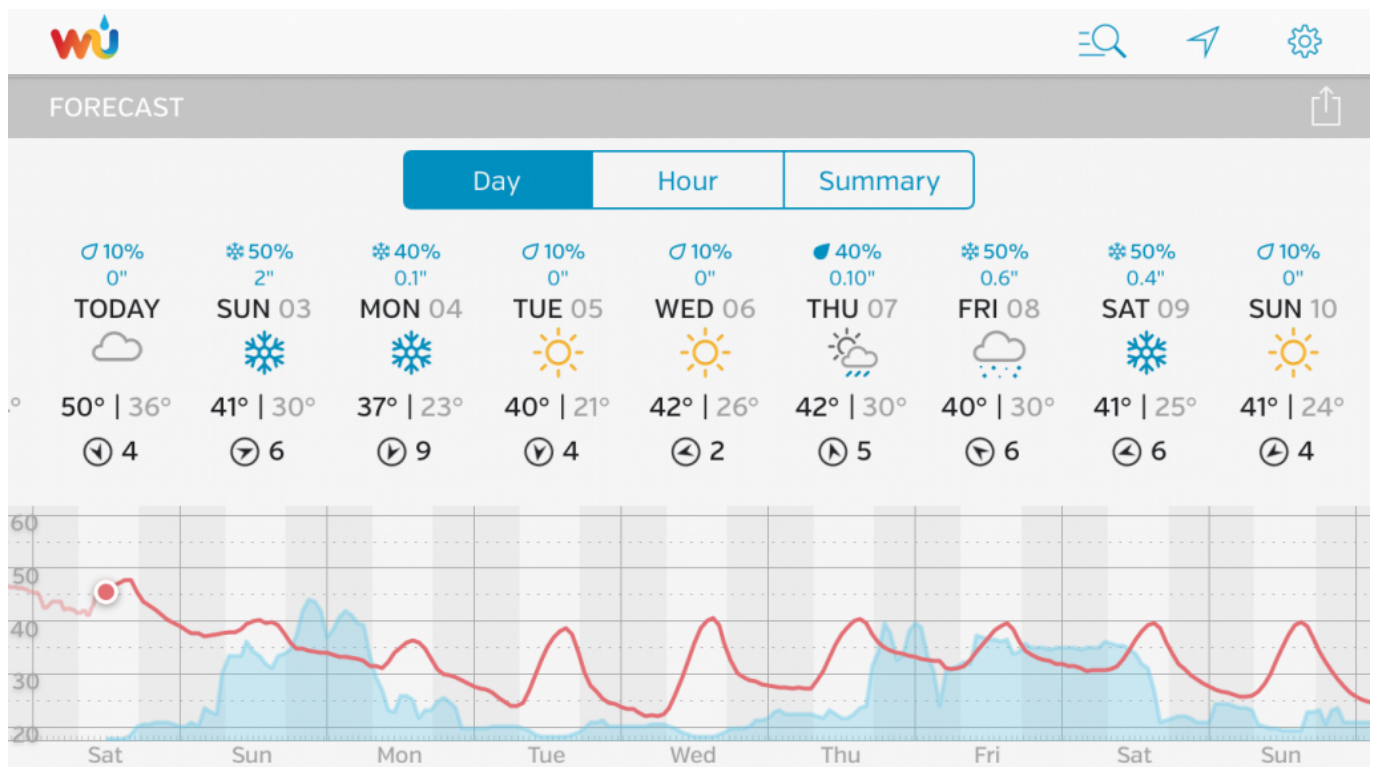 wu
FORECAST
Day Hour Summary
10% 50% 40% 10% 10% 40% 50% 50% 10%
0" 2" 0.1" 0" 0" 0.10" 0.6" 0.4" 0"
TODAY SUN 03 MON 04 TUE 05 WED 06 THU 07 FRI 08 SAT 09 SUN 10
° 50° | 36° 41° | 30° 37° | 23° 40° | 21° 42° | 26° 42° | 30° 40° | 30° 41° | 25° 41° | 24°
4 6 9 4 2 5 6 6 4
60
50
40
30
20
Sat Sun Mon Tue Wed Thu Fri Sat Sun